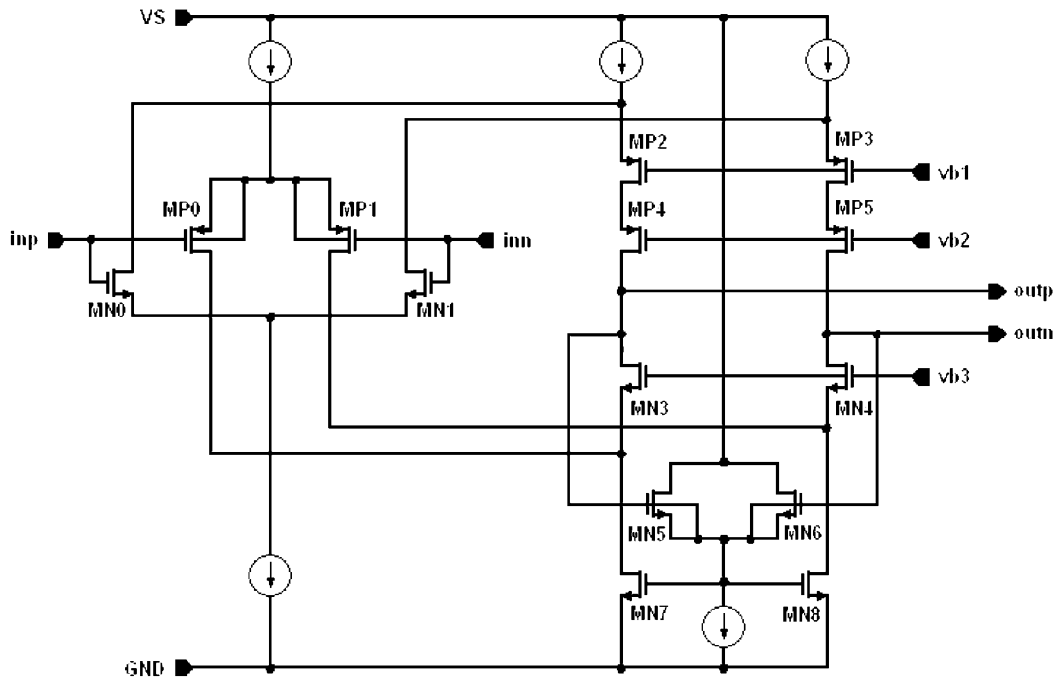 VS
MP2
MP3
vb1
MP0
MP1
MP4
MP5
inp
inn
vb2
MN0
MN1
outp
outn
vb3
MN3
MN4
MN5
MN6
MN7
MN8
GND